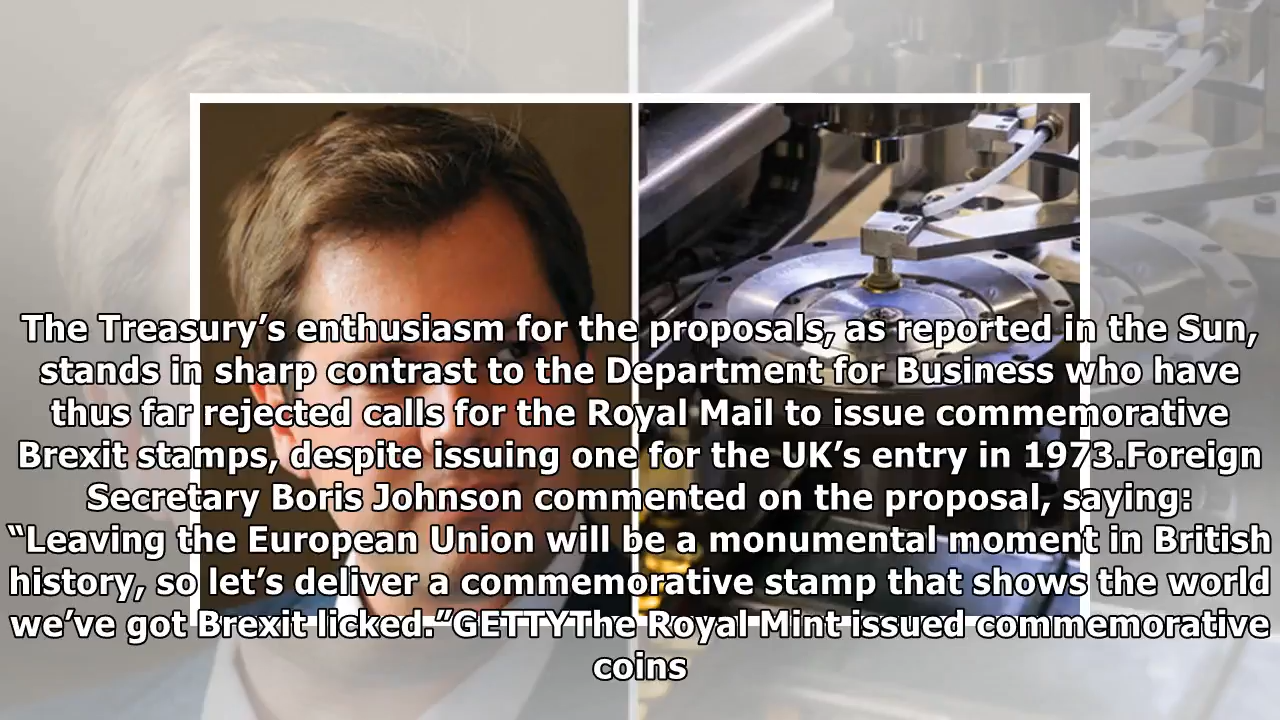 The Treasury’s enthusiasm for the proposals, as reported in the Sun,
stands in sharp contrast to the Department for Business who have
thus far rejected calls for the Royal Mail to issue commemorative
Brexit stamps, despite issuing one for the UK’s entry in 1973.Foreign
Secretary Boris Johnson commented on the proposal, saying:
“Leaving the European Union will be a monumental moment in British
history, so let’s deliver a commemorative stamp that shows the world
we’ve got Brexit licked.”GETTYThe Royal Mint issued commemorative
coins